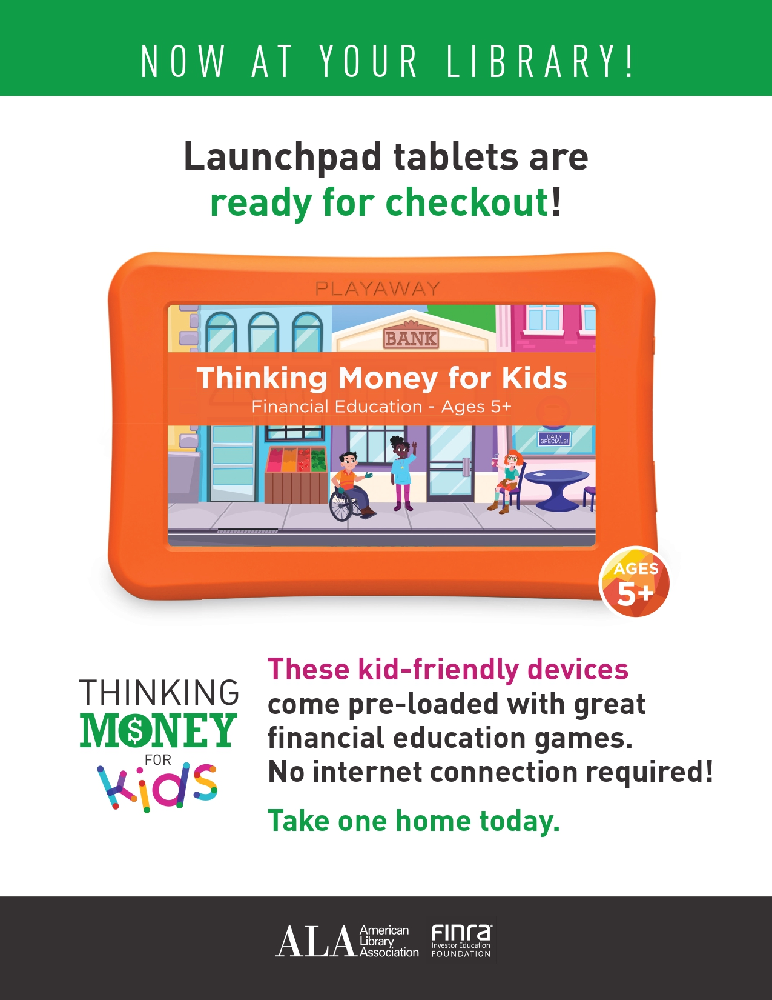 NOW AT YOUR LIBRARY!
Launchpad tablets are
ready for checkout!
PLAYAWAY
BANK
Thinking Money for Kids
Financial Education - Ages 5+
DAILY
SPECIALS!
AGES
5+
THINKING
MONEY
FOR
kids
These kid-friendly devices
come pre-loaded with great
financial education games.
No internet connection required!
Take one home today.
ALA American
Library
Association
FINRA®
Investor Education
FOUNDATION